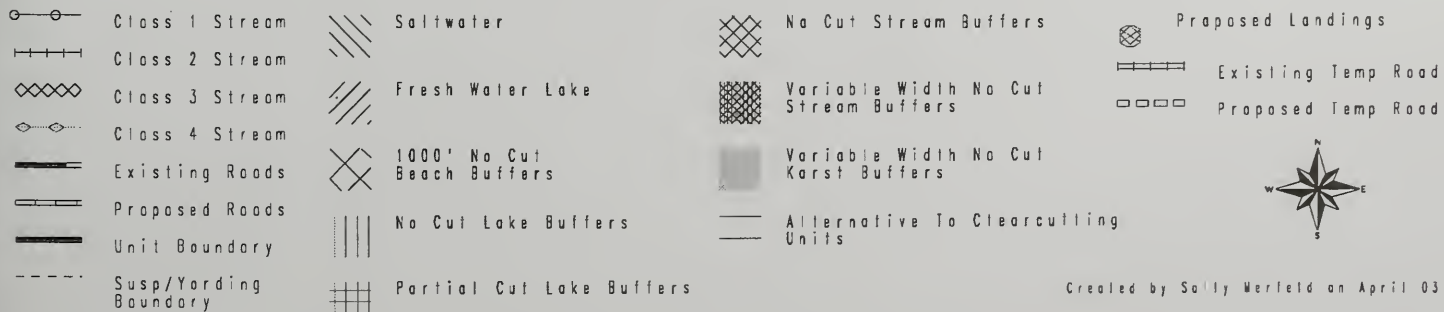 Class 1 Stream
Class 2 Stream
Class 3 Stream
Class 4 Stream
Existing Roads
Proposed Roads
Unit Boundary
Susp/Yarding
Boundary
Saltwater
Fresh Water Lake
1000' No Cut
Beach Buffers
No Cut Lake Buffers
Partial Cut Lake Buffers
No Cut Stream Buffers
Variable Width No Cut
Stream Buffers
Variable Width No Cut
Karst Buffers
Alternative To Clearcutting
Units
Proposed Landings
Existing Temp Road
Proposed Temp Road
N
W E
S
Created by Sally Werfeld on April 03